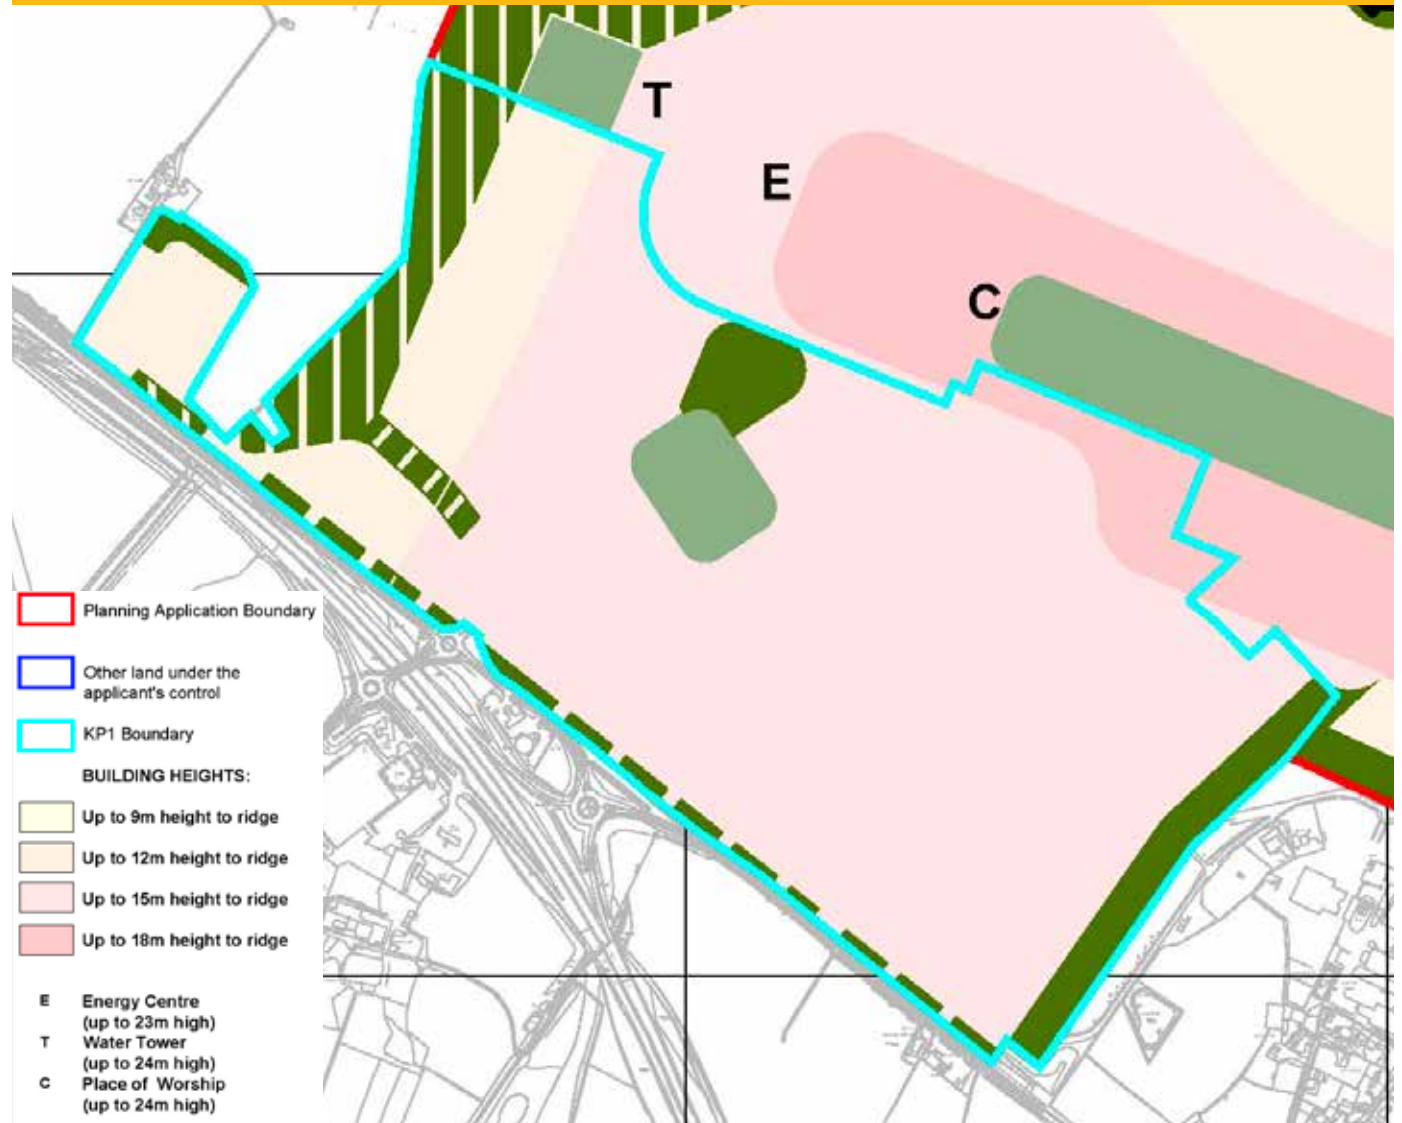 T
E
C
Planning Application Boundary
Other land under the
applicant's control
KP1 Boundary
BUILDING HEIGHTS:
Up to 9m height to ridge
Up to 12m height to ridge
Up to 15m height to ridge
Up to 18m height to ridge
E Energy Centre
(up to 23m high)
T Water Tower
(up to 24m high)
C Place of Worship
(up to 24m high)